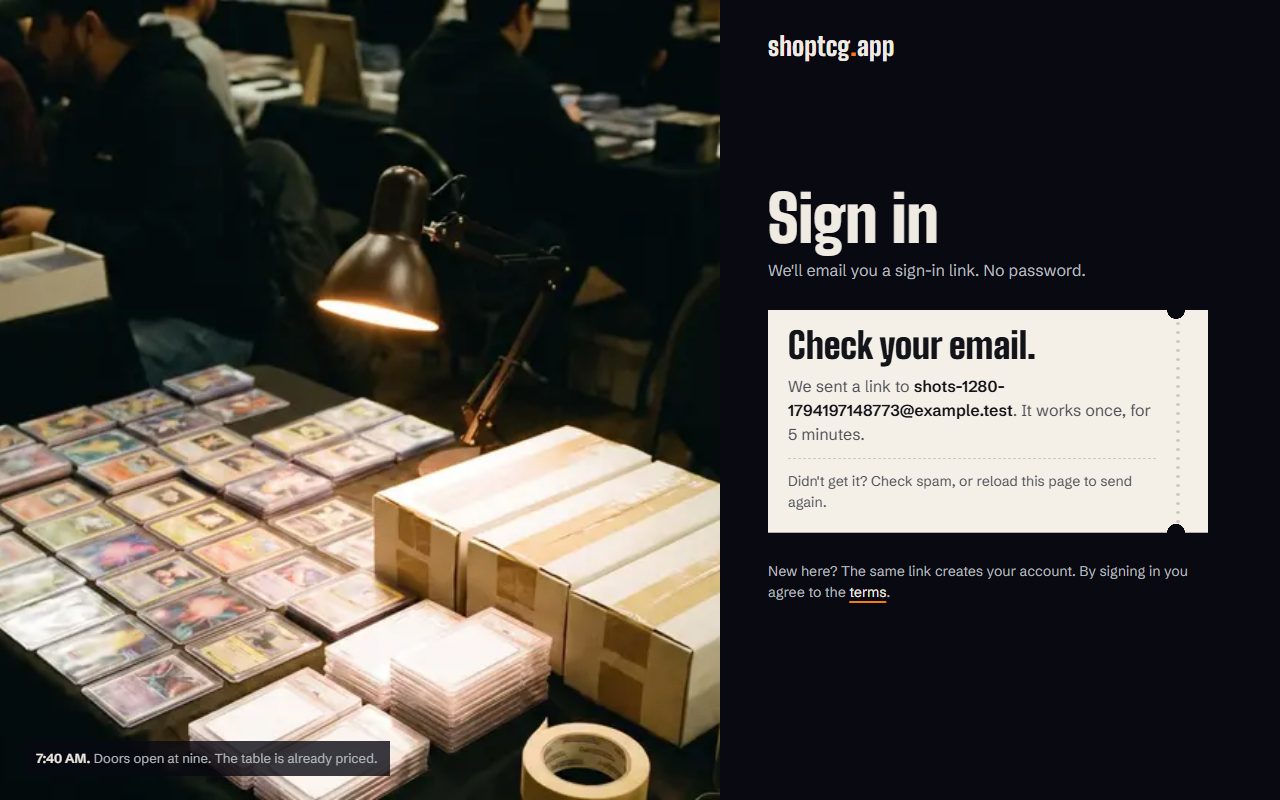 shoptcg.app
Sign in
We'll email you a sign-in link. No password.
Check your email.
We sent a link to shots-1280-
1794197148773@example.test. It works once, for
5 minutes.
Didn't get it? Check spam, or reload this page to send
again.
New here? The same link creates your account. By signing in you
agree to the terms.
7:40 AM. Doors open at nine. The table is already priced.